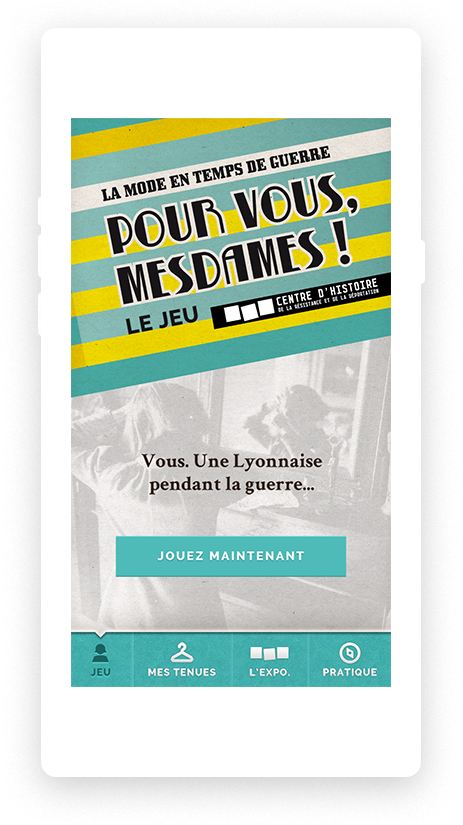 LA MODE EN TEMPS DE GUERRE
POUR VOUS,
MESDAMES !
LE JEU
CENTRE D'HISTOIRE
DE LA RÉSISTANCE ET DE LA DÉPORTATION
Vous. Une Lyonnaise
pendant la guerre...
JOUEZ MAINTENANT
JEU
MES TENUES
L'EXPO.
PRATIQUE